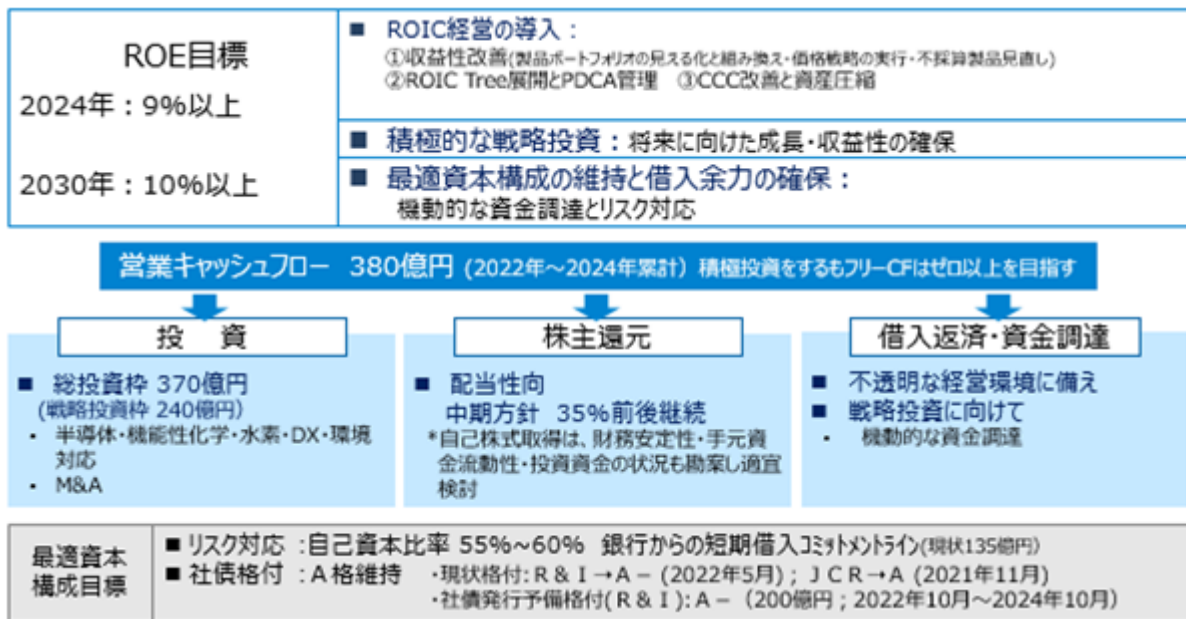 ROE目標
2024年：9%以上
2030年：10%以上
■ ROIC経営の導入：
①収益性改善(製品ポートフォリオの見える化と組み換え・価格戦略の実行・不採算製品見直し)
②ROIC Tree展開とPDCA管理 ③CCC改善と資産圧縮
■ 積極的な戦略投資：将来に向けた成長・収益性の確保
■ 最適資本構成の維持と借入余力の確保：
機動的な資金調達とリスク対応
営業キャッシュフロー 380億円 (2022年～2024年累計) 積極投資をするもフリーCFはゼロ以上を目指す
投 資
■ 総投資枠 370億円
(戦略投資枠 240億円)
・ 半導体・機能性化学・水素・DX・環境
対応
・ M&A
株主還元
■ 配当性向
中期方針 35%前後継続
*自己株式取得は、財務安定性・手元資
金流動性・投資資金の状況も勘案し適宜
検討
借入返済・資金調達
■ 不透明な経営環境に備え
■ 戦略投資に向けて
・ 機動的な資金調達
最適資本
構成目標
■ リスク対応 ：自己資本比率 55%~60% 銀行からの短期借入コミットメントライン(現状135億円)
■ 社債格付 ：A格維持 ・現状格付：R & I→A－ (2022年5月)；ＪＣＲ→A (2021年11月)
・社債発行予備格付(R & I)：A－ (200億円；2022年10月～2024年10月)